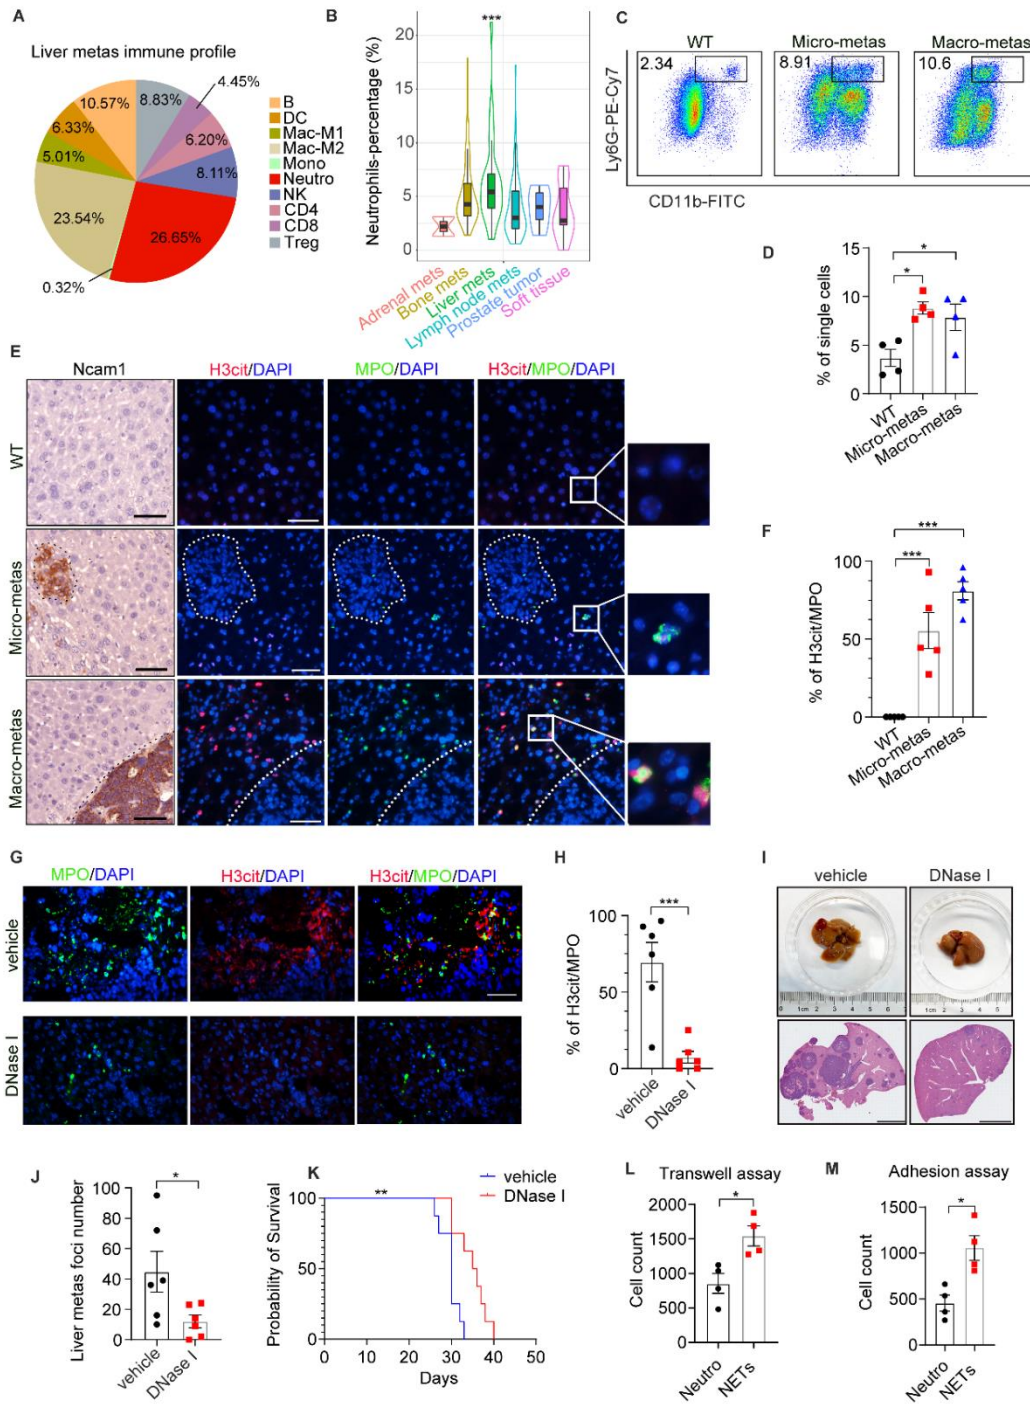 A
Liver metas immune profile
4.45%
10.57%
8.83%
6.33%
6.20%
5.01%
8.11%
23.54%
26.65%
0.32%
B
DC
Mac-M1
Mac-M2
Mono
Neutro
NK
CD4
CD8
Treg
B
***
Neutrophils-percentage (%)
20
15
10
5
0
Adrenal mets
Bone mets
Liver mets
Lymph node mets
Prostate tumor
Soft tissue
C
WT
Micro-metas
Macro-metas
2.34
8.91
10.6
Ly6G-PE-Cy7
CD11b-FITC
D
% of single cells
15
10
5
0
*
*
WT
Micro-metas
Macro-metas
E
Ncam1
H3cit/DAPI
MPO/DAPI
H3cit/MPO/DAPI
WT
Micro-metas
Macro-metas
F
% of H3cit/MPO
100
50
0
***
***
WT
Micro-metas
Macro-metas
G
MPO/DAPI
H3cit/DAPI
H3cit/MPO/DAPI
vehicle
DNase I
H
% of H3cit/MPO
100
50
0
***
vehicle
DNase I
I
vehicle
DNase I
J
Liver metas foci number
100
80
60
40
20
0
*
vehicle
DNase I
K
vehicle
DNase I
Probability of Survival
100
50
0
**
0 10 20 30 40 50
Days
L
Transwell assay
Cell count
2000
1500
1000
500
0
*
Neutro
NETs
M
Adhesion assay
Cell count
1500
1000
500
0
*
Neutro
NETs